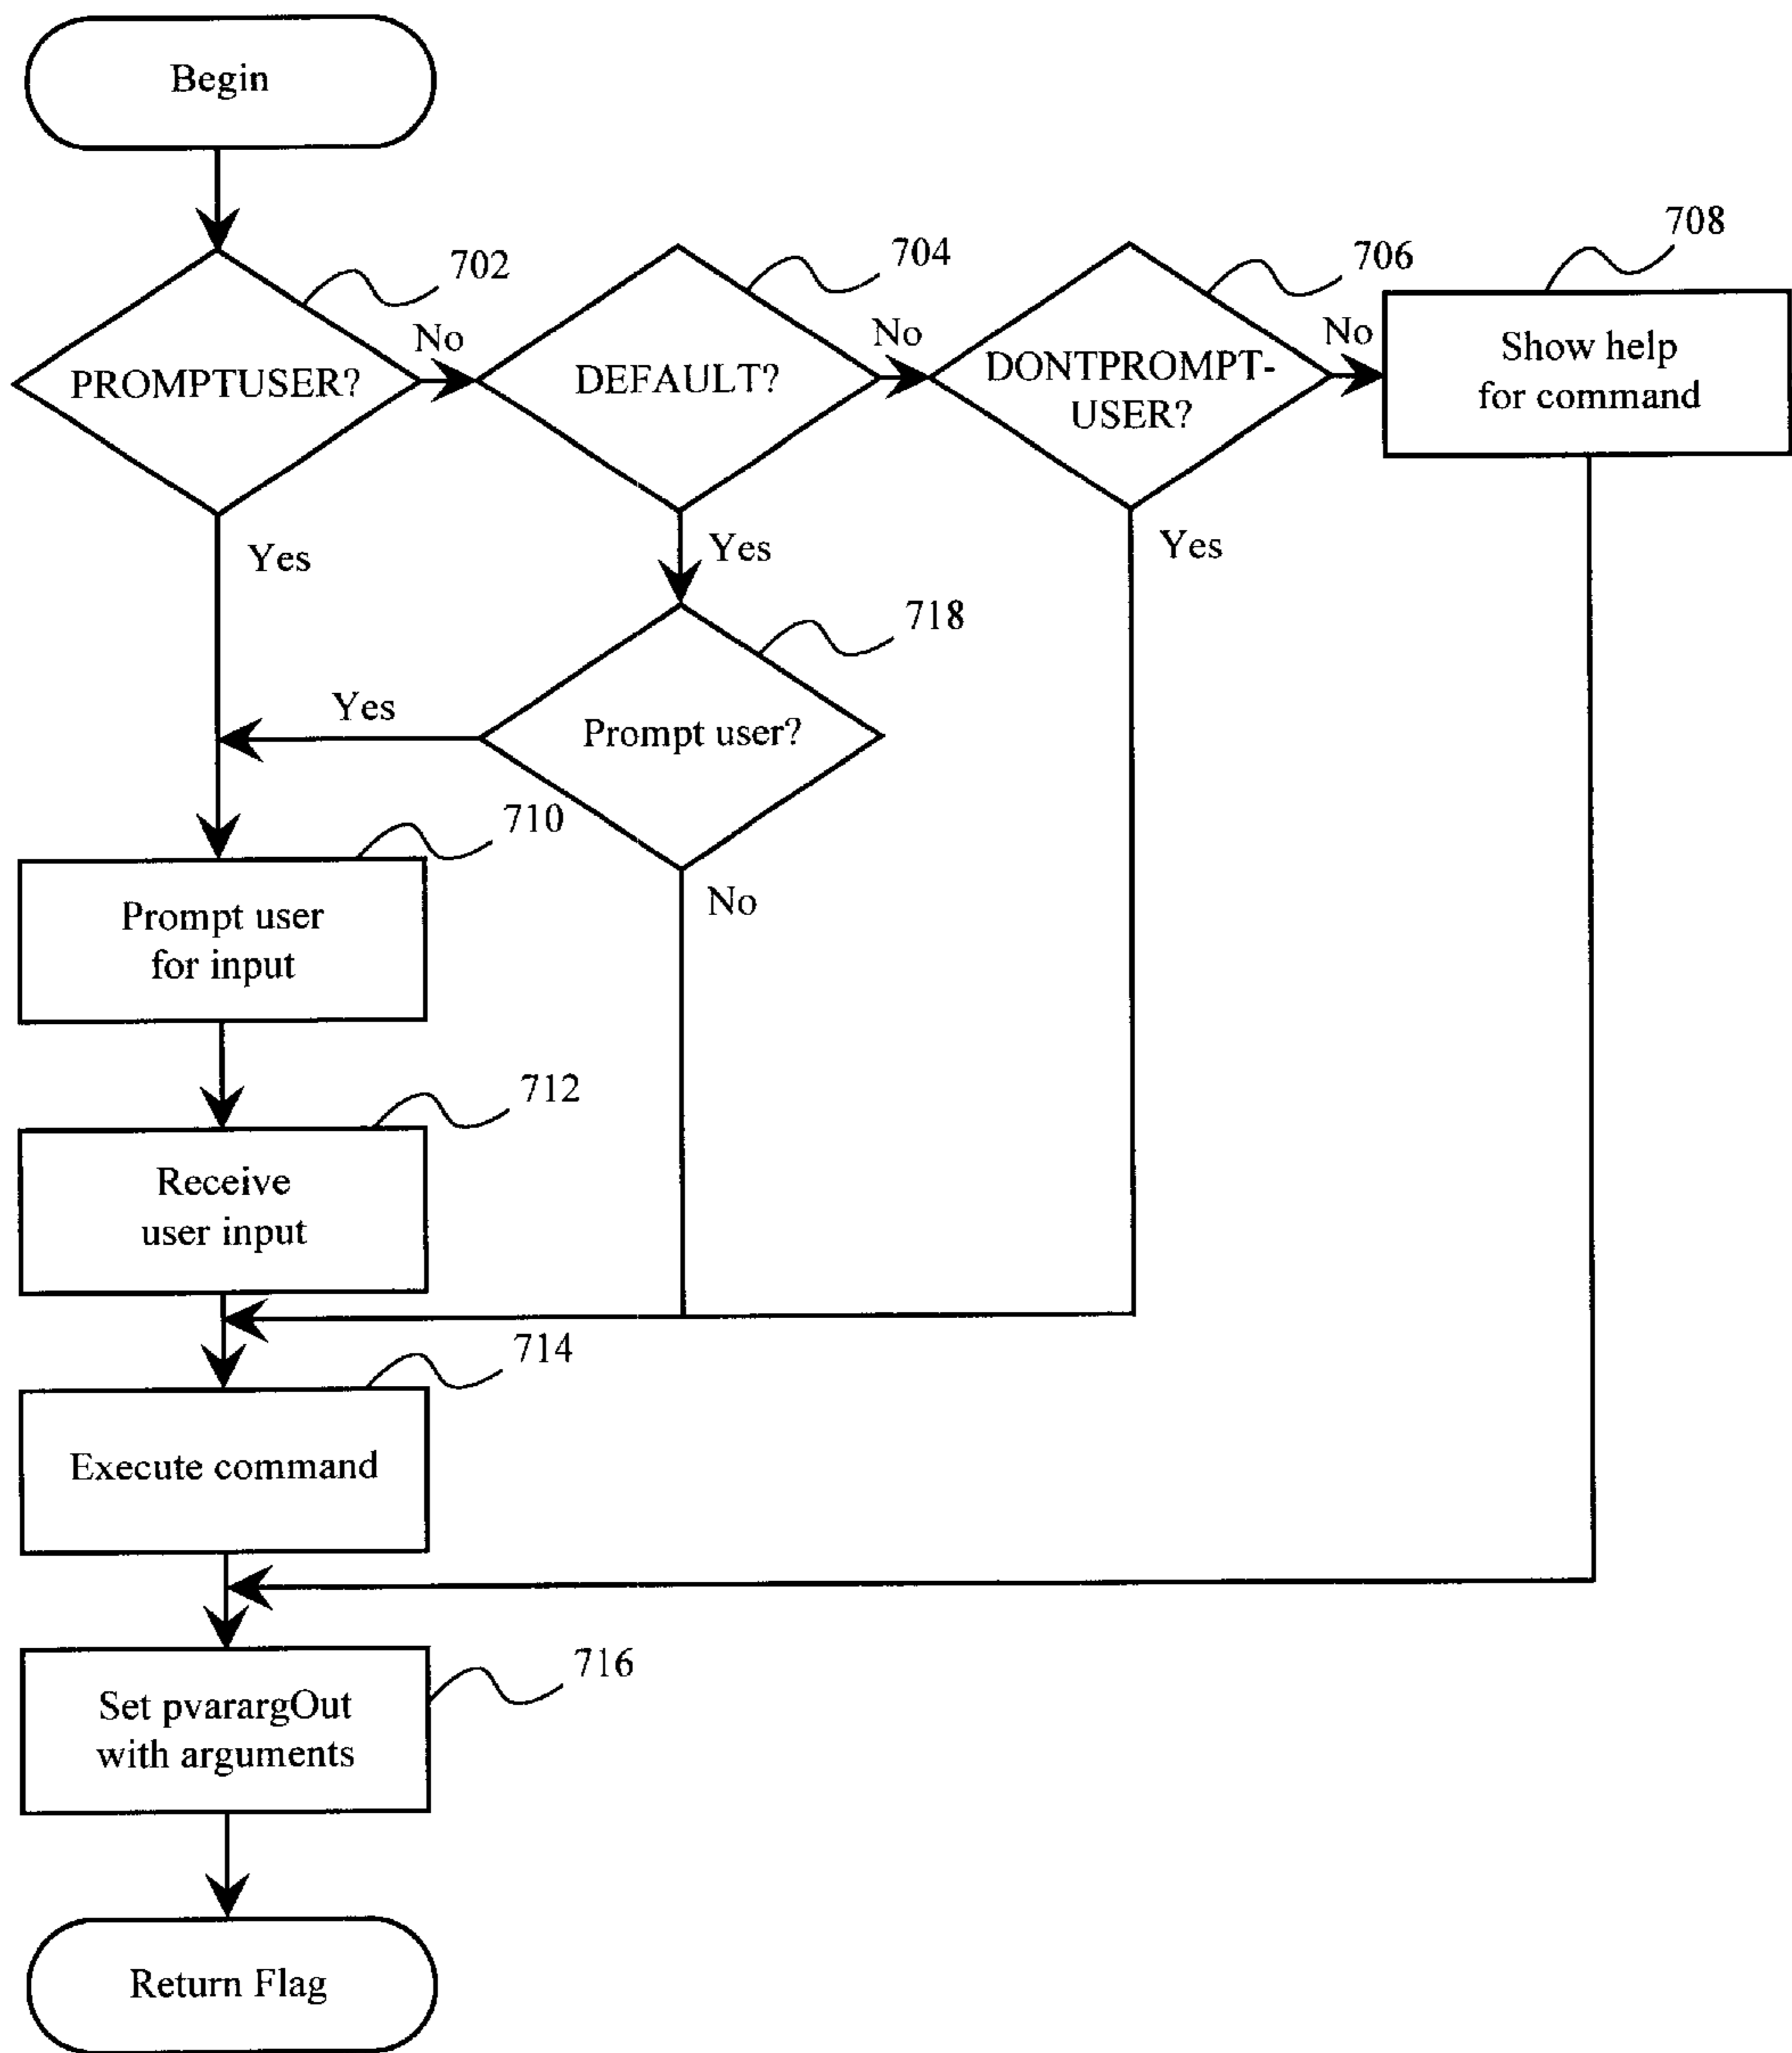 Begin
702
704
706
708
PROMPTUSER?
No
DEFAULT?
No
DONTPROMPT-
USER?
No
Show help
for command
Yes
Yes
Yes
718
Yes
Prompt user?
710
No
Prompt user
for input
712
Receive
user input
714
Execute command
716
Set pvarargOut
with arguments
Return Flag